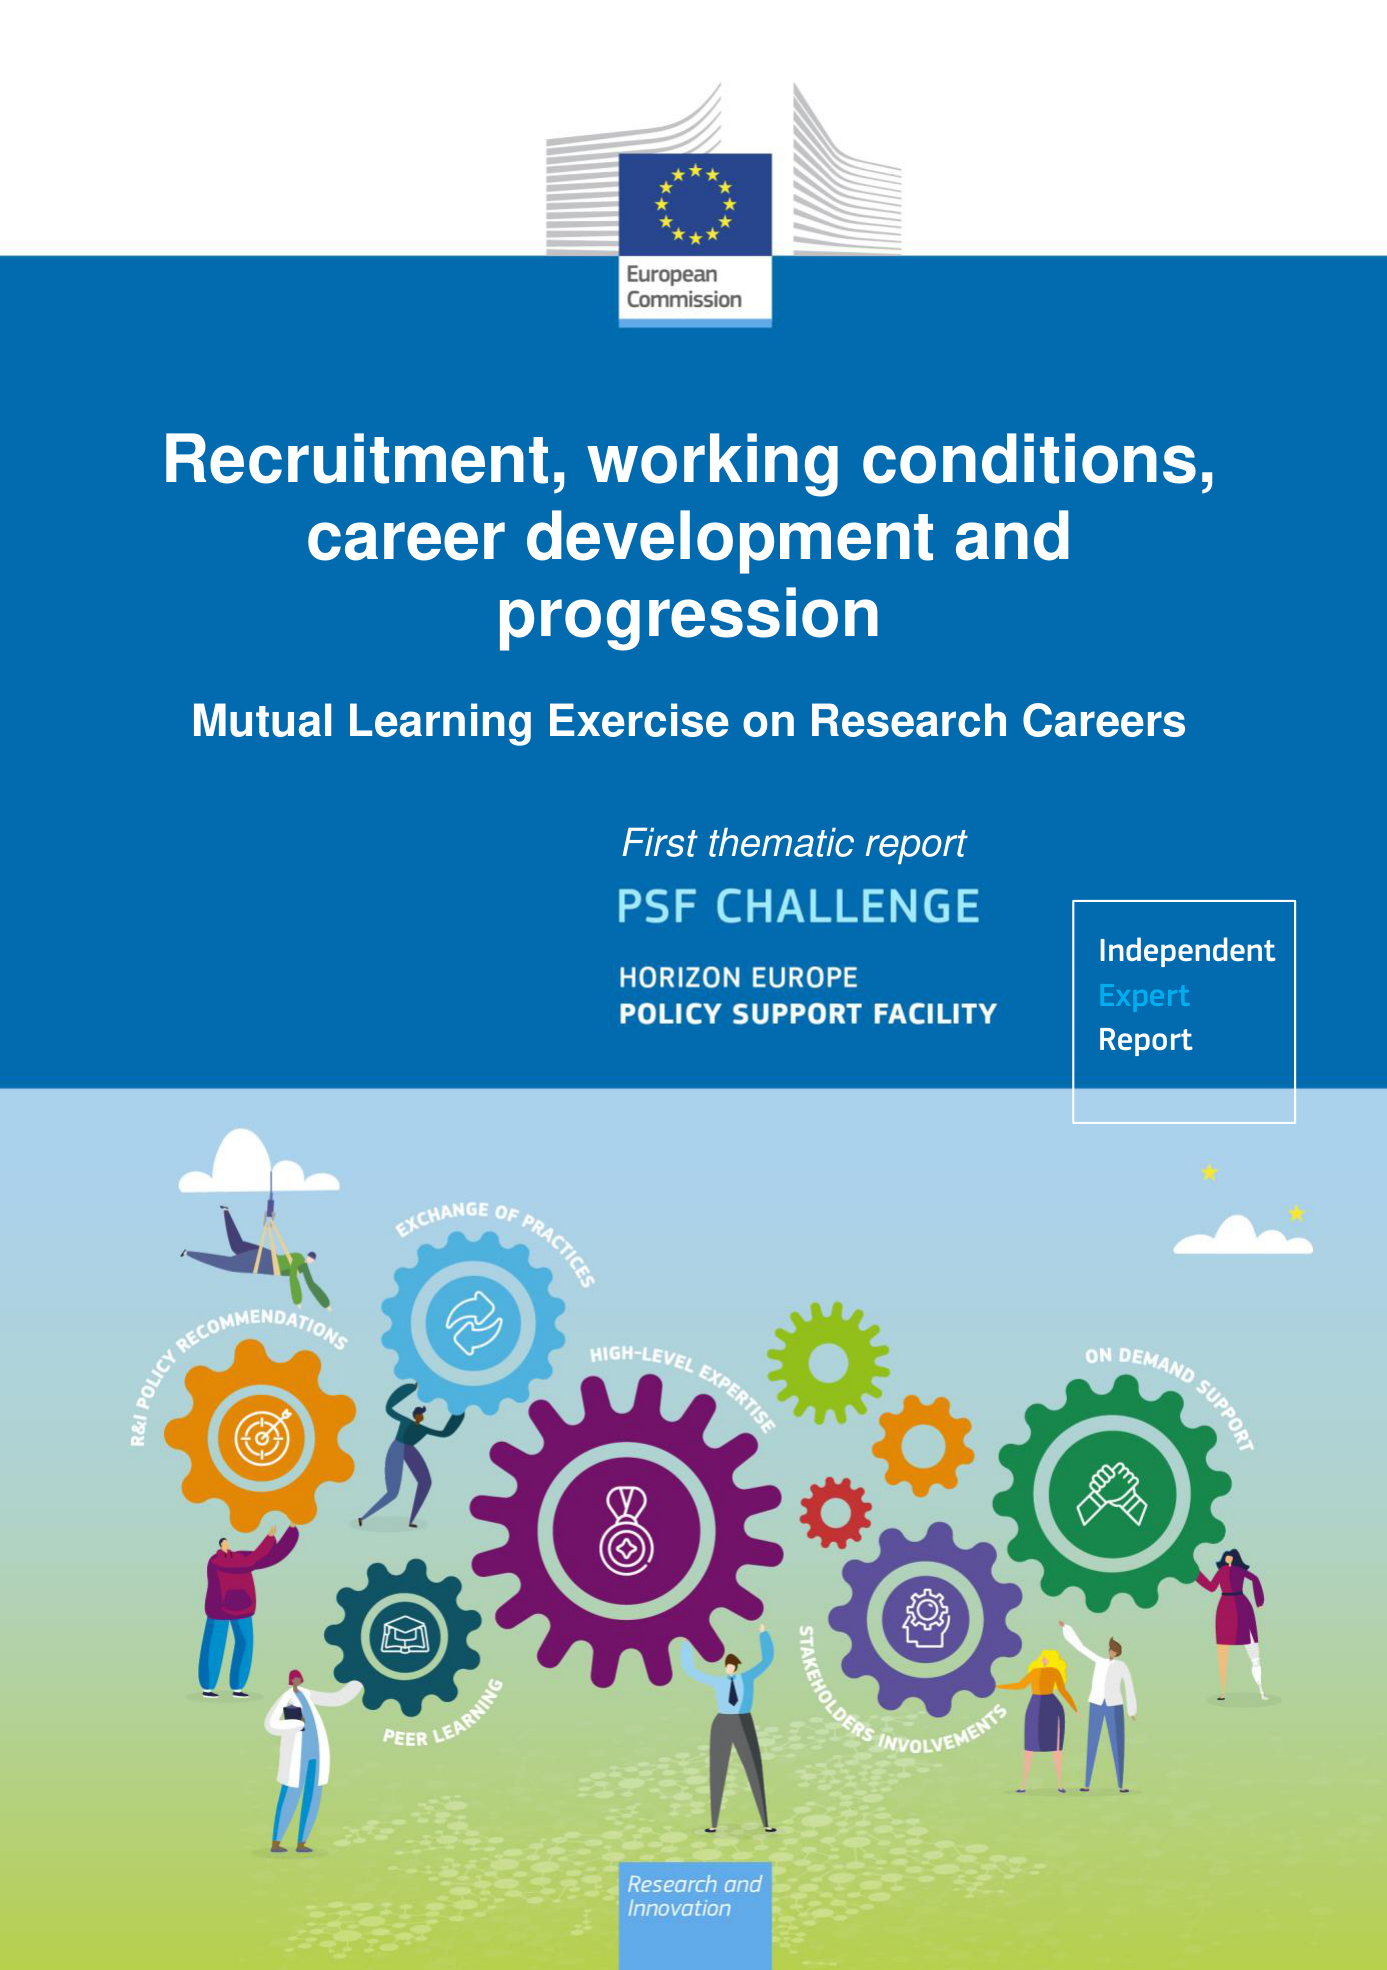 European
Commission
Recruitment, working conditions,
career development and
progression
Mutual Learning Exercise on Research Careers
First thematic report
PSF CHALLENGE
HORIZON EUROPE
POLICY SUPPORT FACILITY
Independent
Expert
Report
EXCHANGE OF PRACTICES
R&I POLICY RECOMMENDATIONS
HIGH-LEVEL EXPERTISE
ON DEMAND SUPPORT
PEER LEARNING
STAKEHOLDERS INVOLVEMENTS
Research and
Innovation